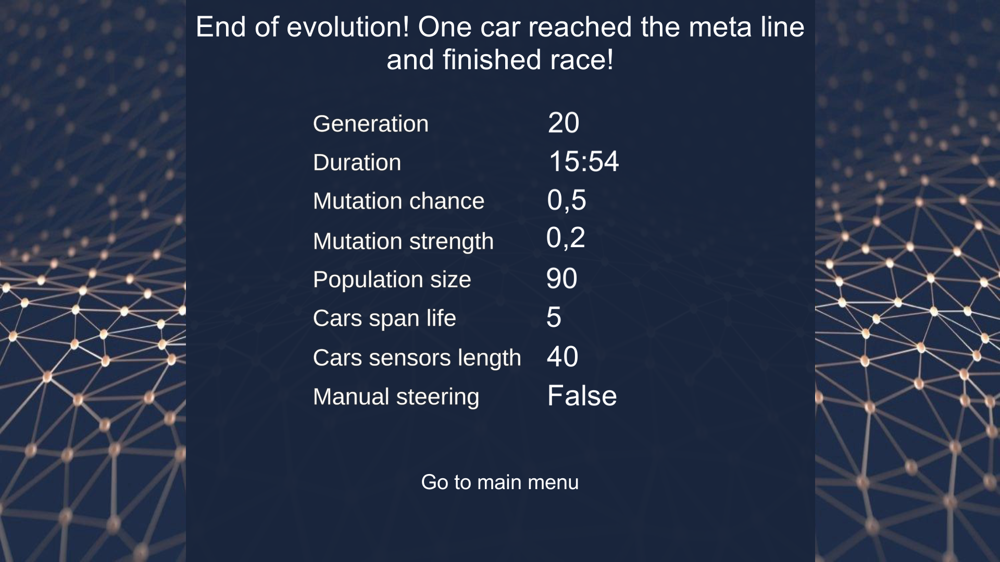 End of evolution! One car reached the meta line
and finished race!
Generation 20
Duration 15:54
Mutation chance 0,5
Mutation strength 0,2
Population size 90
Cars span life 5
Cars sensors length 40
Manual steering False
Go to main menu